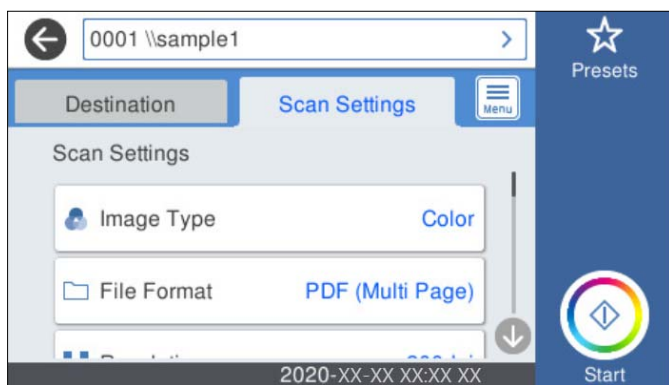 0001 \\sample1
Presets
Destination
Scan Settings
Menu
Scan Settings
Image Type
Color
File Format
PDF (Multi Page)
2020-XX-XX XX:XX XX
Start